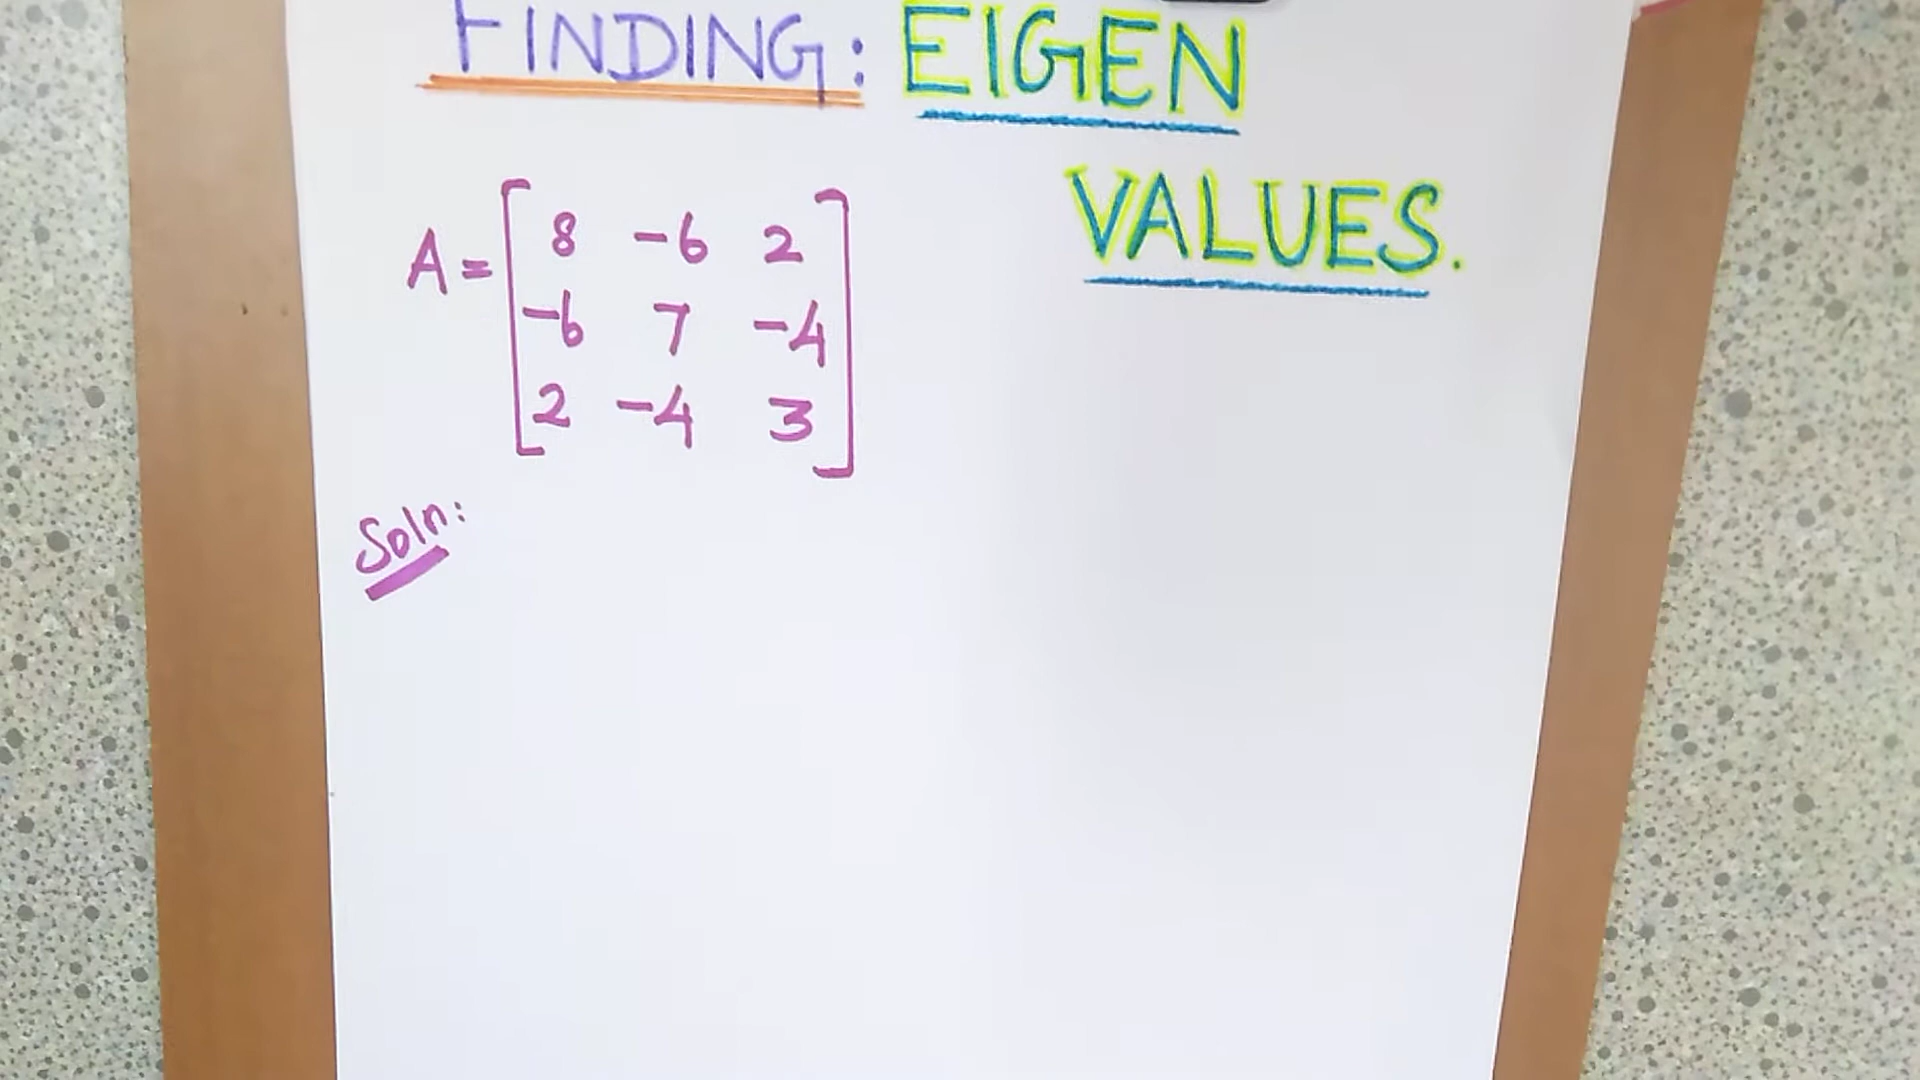 FINDING: EIGEN
VALUES.
A = [ 8 -6 2
-6 7 -4
2 -4 3 ]
Soln: